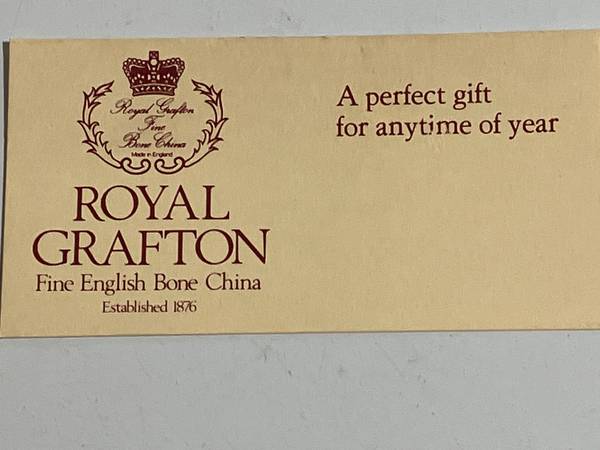 Royal Grafton
Fine
Bone China
Made in England
ROYAL
GRAFTON
Fine English Bone China
Established 1876
A perfect gift
for anytime of year